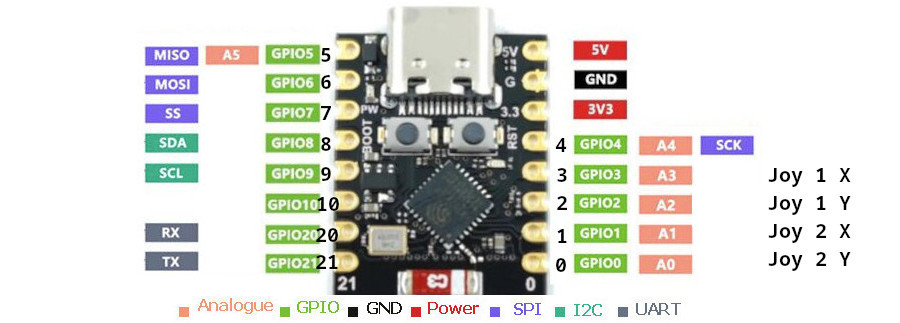 MISO A5 GPIO5 5 5V 5V
MOSI GPIO6 6 G GND
SS GPIO7 7 PW 3.3 3V3
SDA GPIO8 8 BOOT RST 4 GPIO4 A4 SCK
SCL GPIO9 9 3 GPIO3 A3 Joy 1 X
GPIO10 10 2 GPIO2 A2 Joy 1 Y
RX GPIO20 20 1 GPIO1 A1 Joy 2 X
TX GPIO21 21 0 GPIO0 A0 Joy 2 Y
21 C3 0
Analogue GPIO GND Power SPI I2C UART